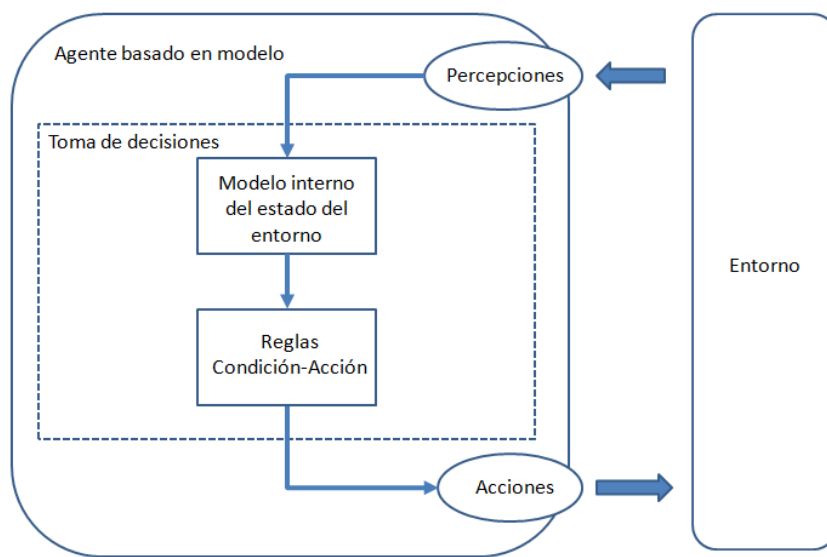 Agente basado en modelo
Percepciones
Toma de decisiones
Modelo interno
del estado del
entorno
Entorno
Reglas
Condición-Acción
Acciones